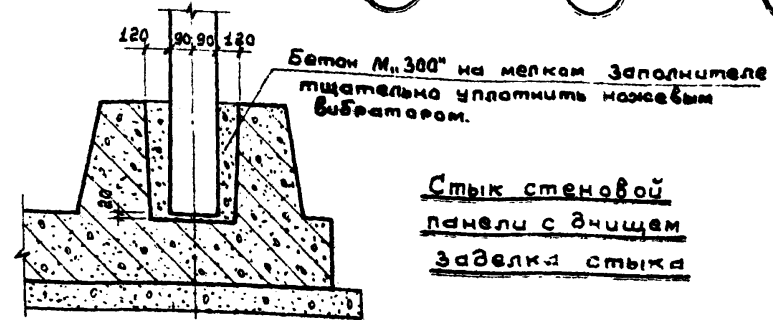 120 90 90 120
Бетон М„300" на мелком заполнителе
тщательно уплотнить ножевым
вибратором.
20
Стык стеновой
панели с днищем
заделка стыка